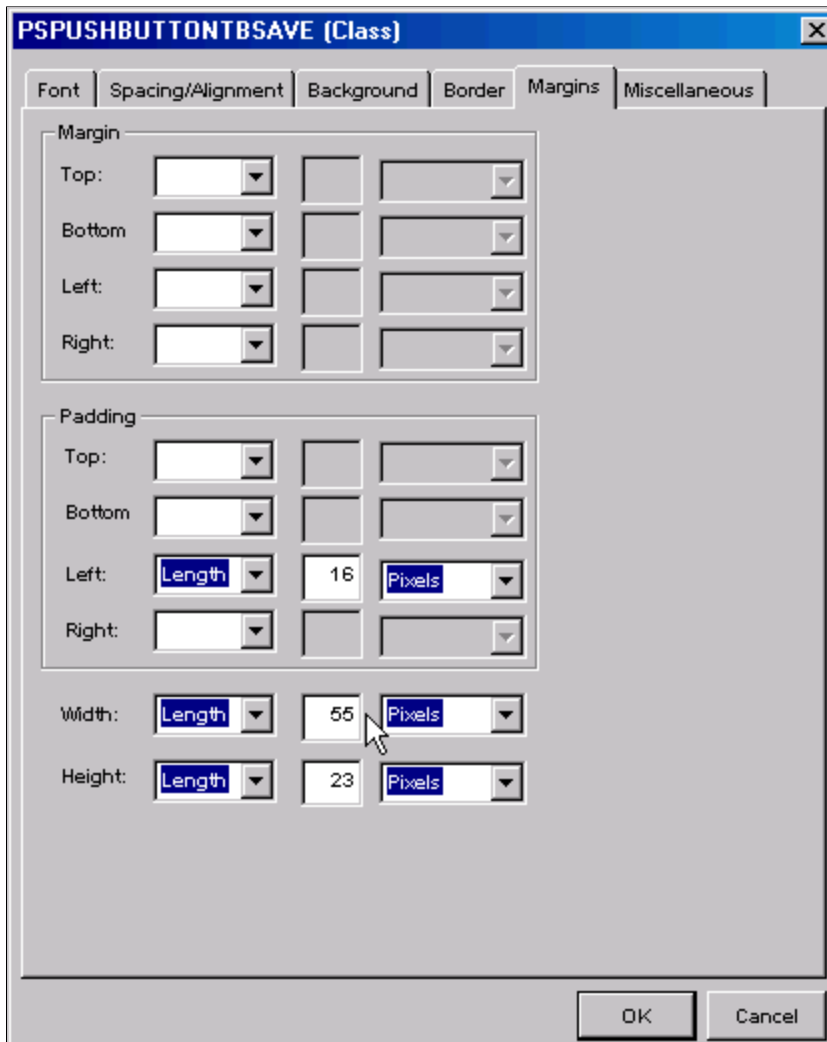 PSPUSHBUTTONTBSAVE (Class)
Font Spacing/Alignment Background Border Margins Miscellaneous
Margin
Top:
Bottom
Left:
Right:
Padding
Top:
Bottom
Left: Length 16 Pixels
Right:
Width: Length 55 Pixels
Height: Length 23 Pixels
OK Cancel